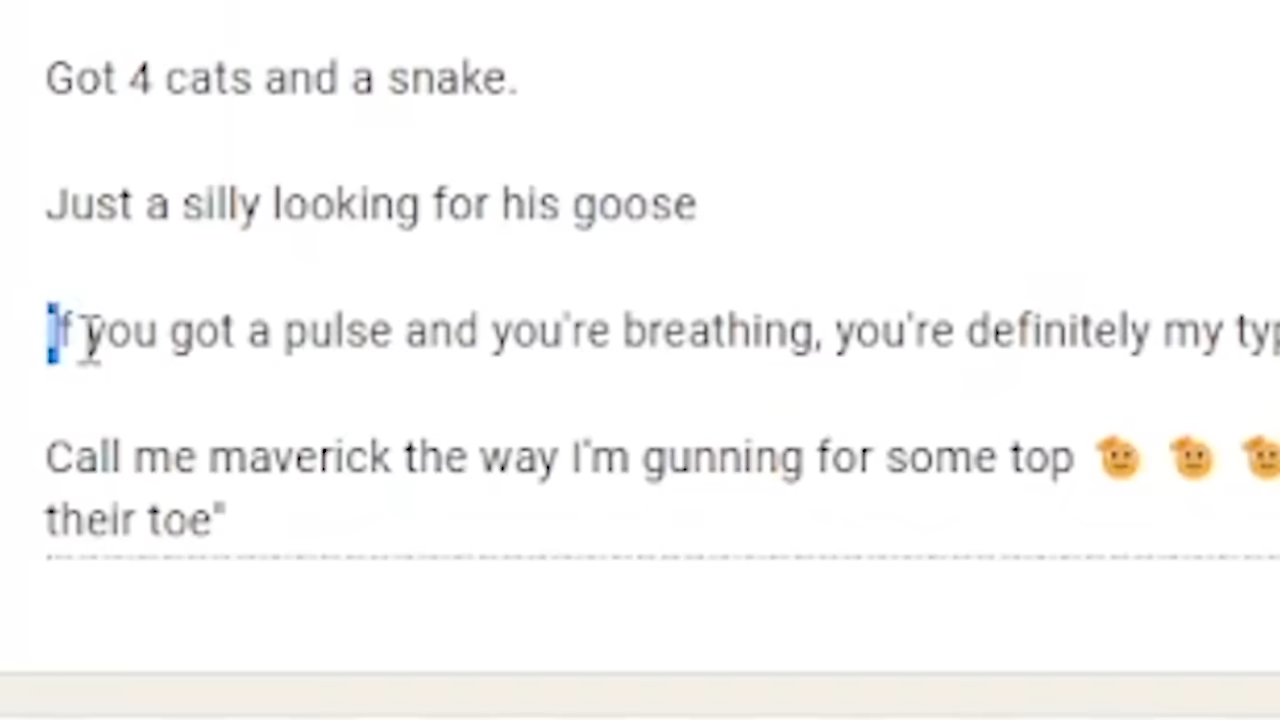 Got 4 cats and a snake.
Just a silly looking for his goose
If you got a pulse and you're breathing, you're definitely my typ
Call me maverick the way I'm gunning for some top 🫡 🫡 🫡
their toe"